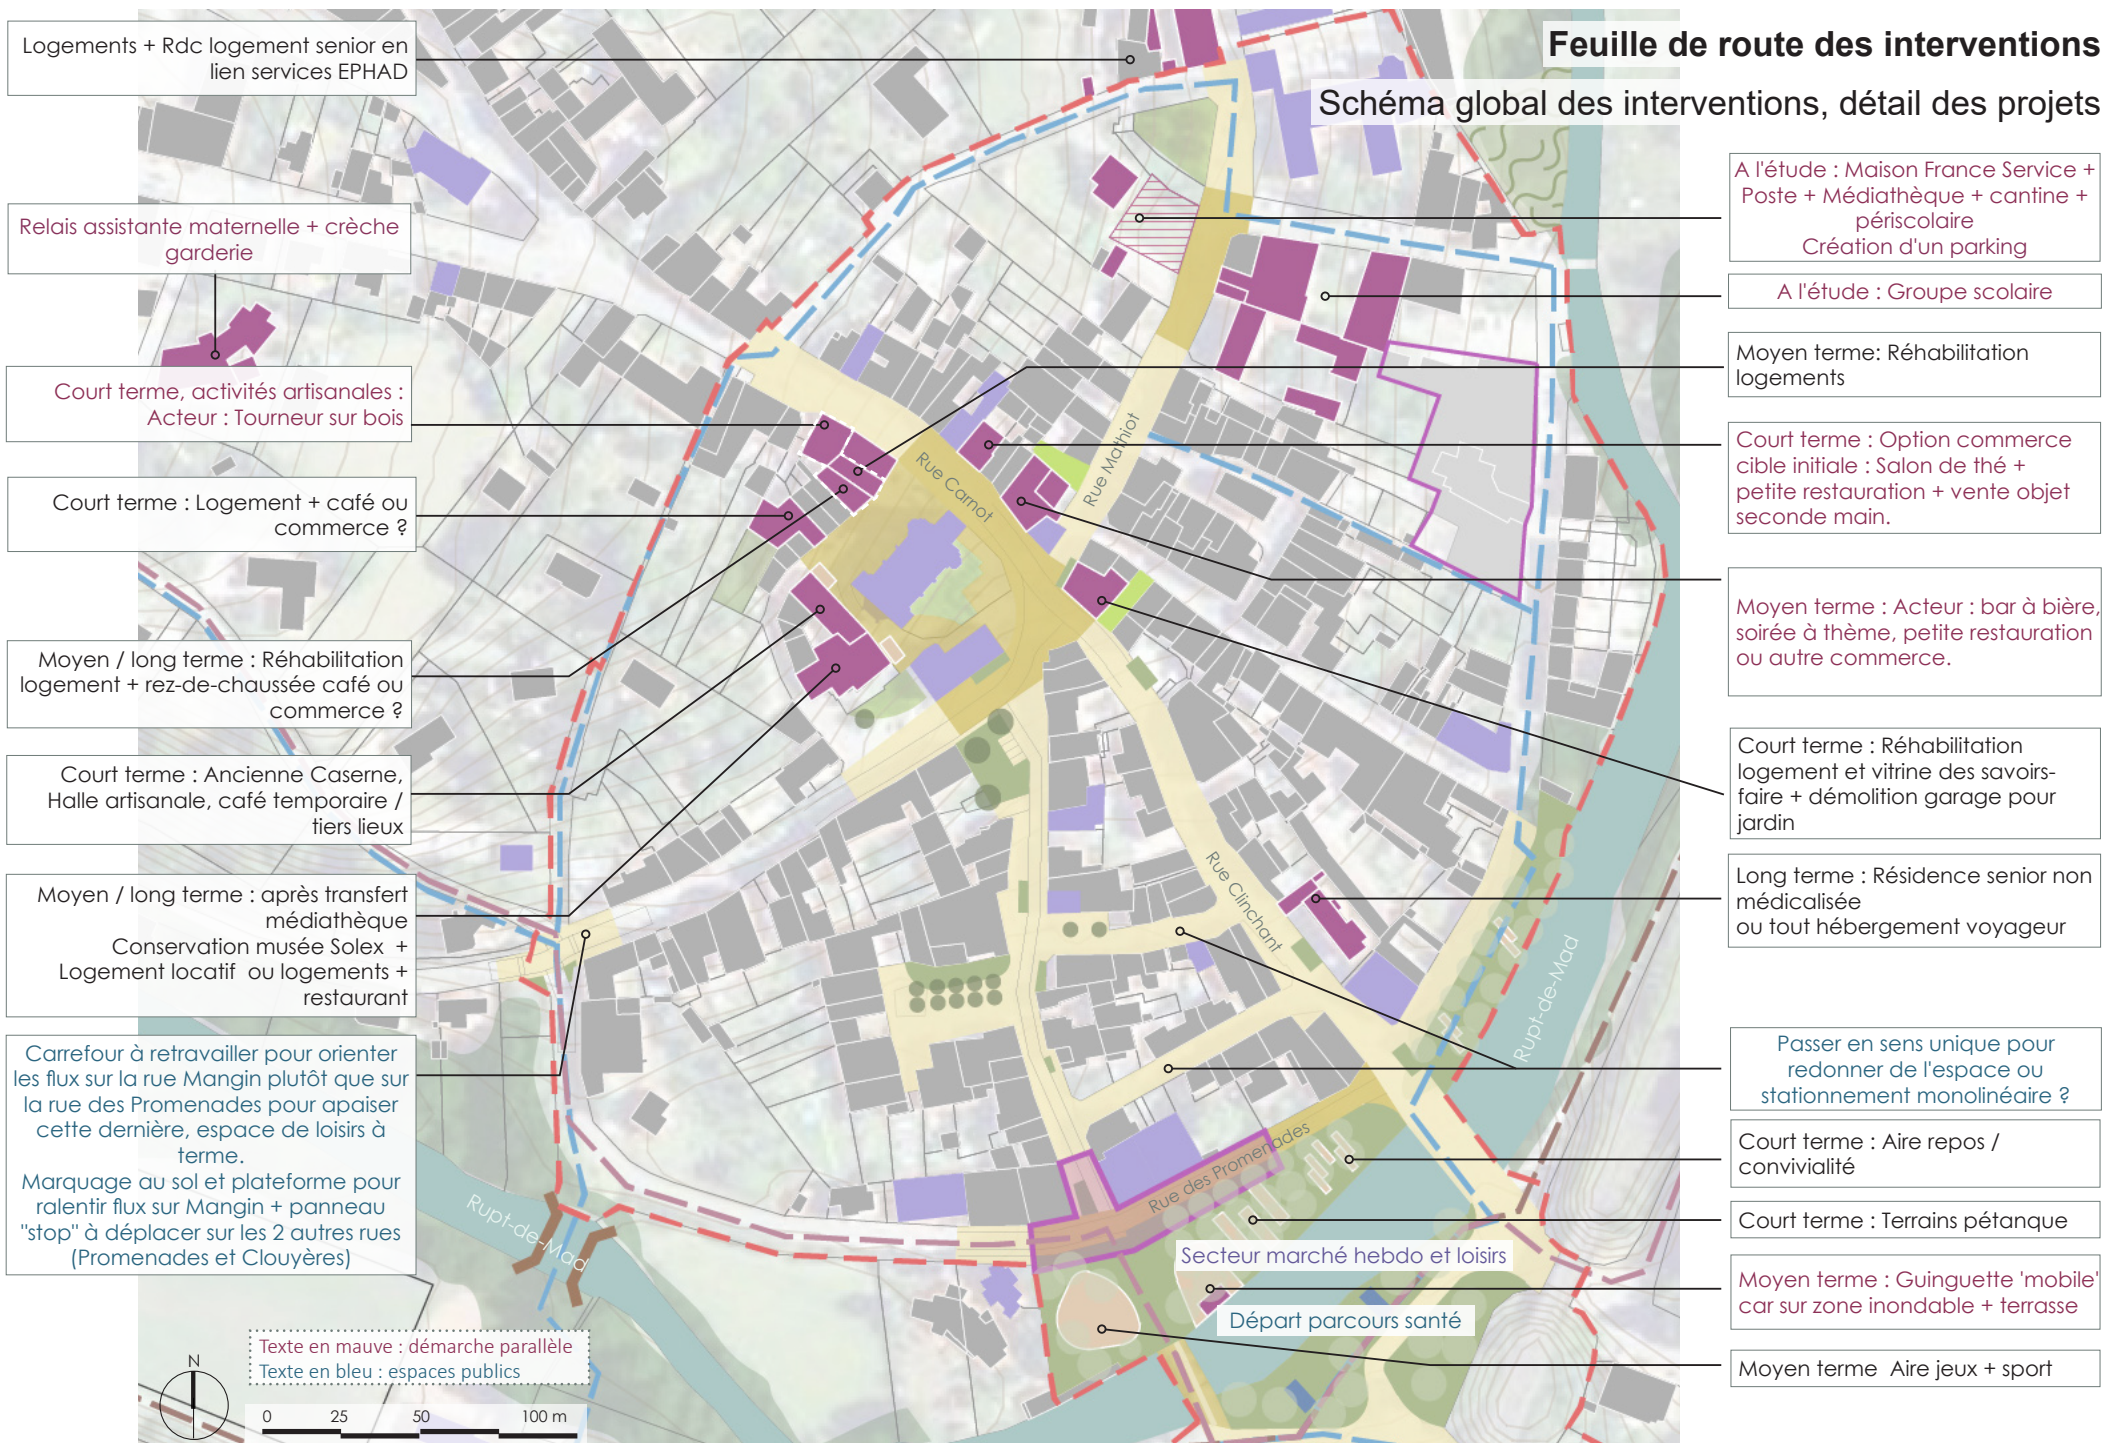 Feuille de route des interventions
Schéma global des interventions, détail des projets
Logements + Rdc logement senior en
lien services EPHAD
Relais assistante maternelle + crèche
garderie
Court terme, activités artisanales :
Acteur : Tourneur sur bois
Court terme : Logement + café ou
commerce ?
Moyen / long terme : Réhabilitation
logement + rez-de-chaussée café ou
commerce ?
Court terme : Ancienne Caserne,
Halle artisanale, café temporaire /
tiers lieux
Moyen / long terme : après transfert
médiathèque
Conservation musée Solex +
Logement locatif ou logements +
restaurant
Carrefour à retravailler pour orienter
les flux sur la rue Mangin plutôt que sur
la rue des Promenades pour apaiser
cette dernière, espace de loisirs à
terme.
Marquage au sol et plateforme pour
ralentir flux sur Mangin + panneau
"stop" à déplacer sur les 2 autres rues
(Promenades et Clouyères)
A l'étude : Maison France Service +
Poste + Médiathèque + cantine +
périscolaire
Création d'un parking
A l'étude : Groupe scolaire
Moyen terme: Réhabilitation
logements
Court terme : Option commerce
cible initiale : Salon de thé +
petite restauration + vente objet
seconde main.
Moyen terme : Acteur : bar à bière,
soirée à thème, petite restauration
ou autre commerce.
Court terme : Réhabilitation
logement et vitrine des savoirs-
faire + démolition garage pour
jardin
Long terme : Résidence senior non
médicalisée
ou tout hébergement voyageur
Passer en sens unique pour
redonner de l'espace ou
stationnement monolinéaire ?
Court terme : Aire repos /
convivialité
Court terme : Terrains pétanque
Moyen terme : Guinguette 'mobile'
car sur zone inondable + terrasse
Moyen terme Aire jeux + sport
Rue Carnot
Rue Mathiot
Rue Clinchant
Rue des Promenades
Rupt-de-Mad
Rupt-de-Mad
Secteur marché hebdo et loisirs
Départ parcours santé
Texte en mauve : démarche parallèle
Texte en bleu : espaces publics
N
0 25 50 100 m